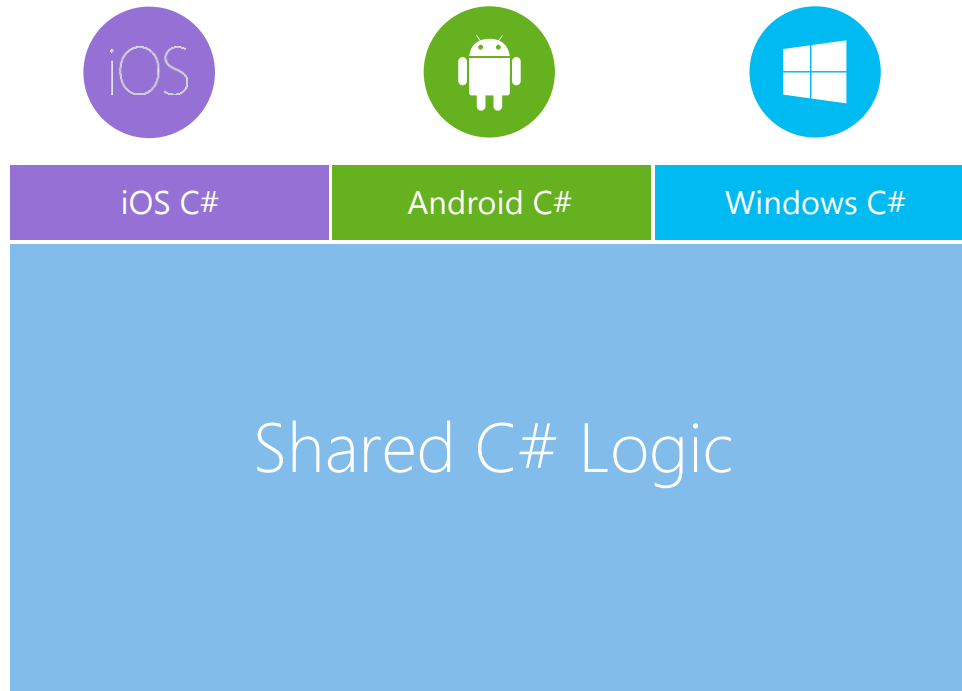 iOS
iOS C#
Android C#
Windows C#
Shared C# Logic